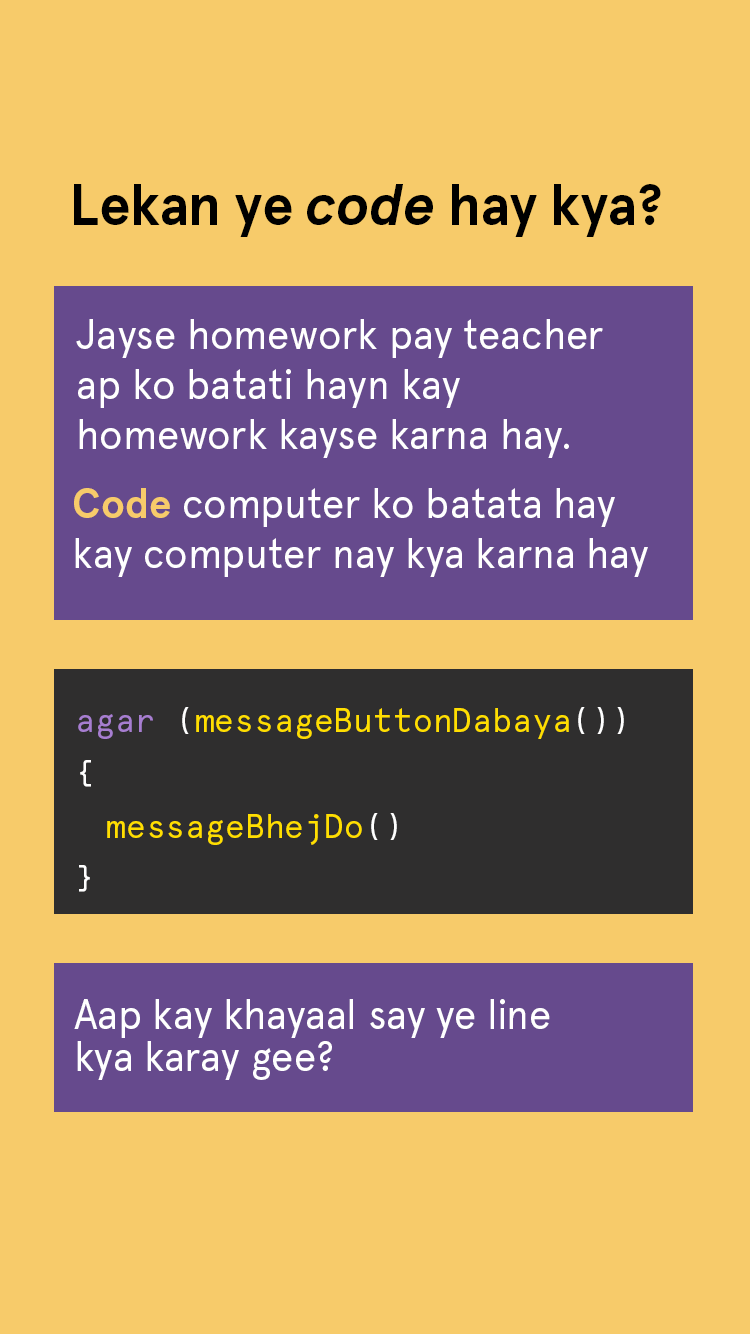 Lekan ye code hay kya?
Jayse homework pay teacher
ap ko batati hayn kay
homework kayse karna hay.
Code computer ko batata hay
kay computer nay kya karna hay
agar (messageButtonDabaya())
{
messageBhejDo()
}
Aap kay khayaal say ye line
kya karay gee?